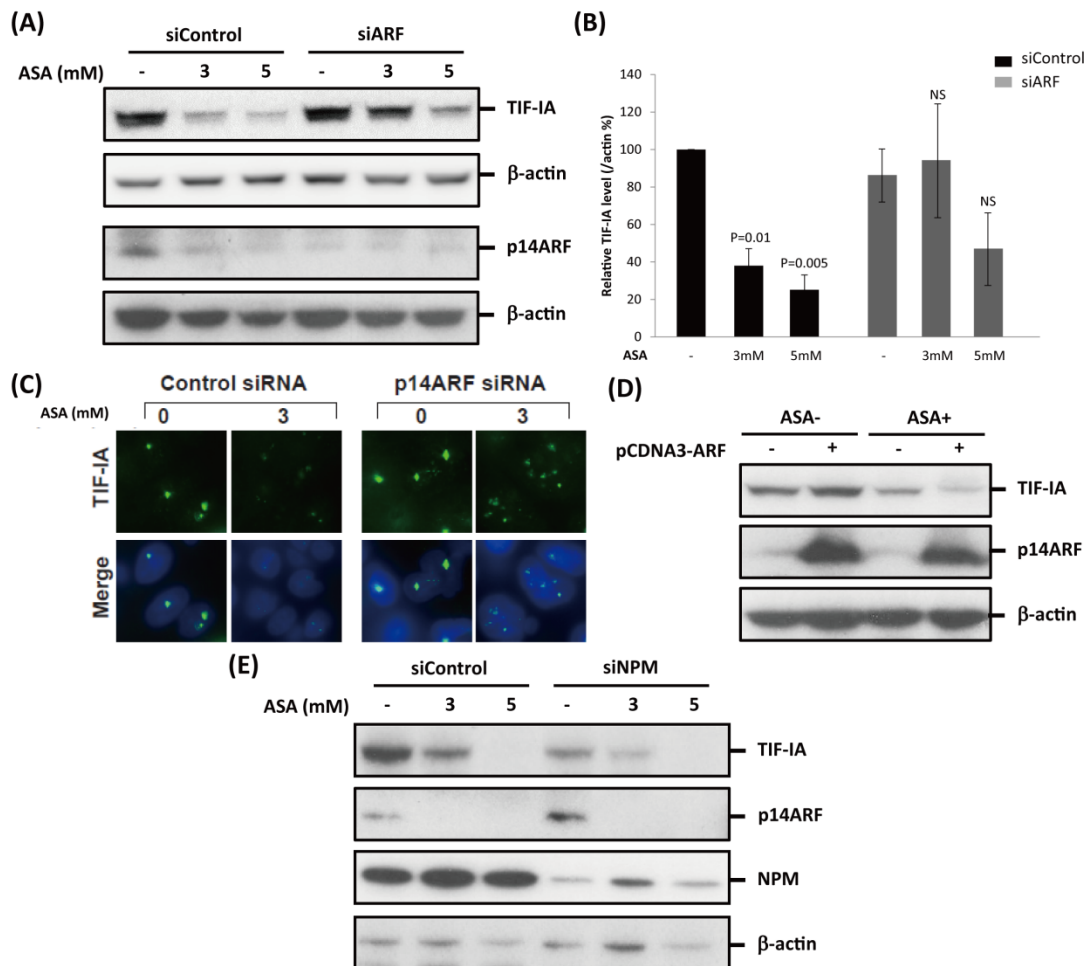 (A)
siControl siARF
ASA (mM) - 3 5 - 3 5
TIF-IA
β-actin
p14ARF
β-actin
(B)
siControl
siARF
Relative TIF-IA level (/actin %)
140
120
100
80
60
40
20
0
P=0.01
P=0.005
NS
NS
ASA - 3mM 5mM - 3mM 5mM
(C)
Control siRNA p14ARF siRNA
ASA (mM) 0 3 0 3
TIF-IA
Merge
(D)
ASA- ASA+
pCDNA3-ARF - + - +
TIF-IA
p14ARF
β-actin
(E)
siControl siNPM
ASA (mM) - 3 5 - 3 5
TIF-IA
p14ARF
NPM
β-actin